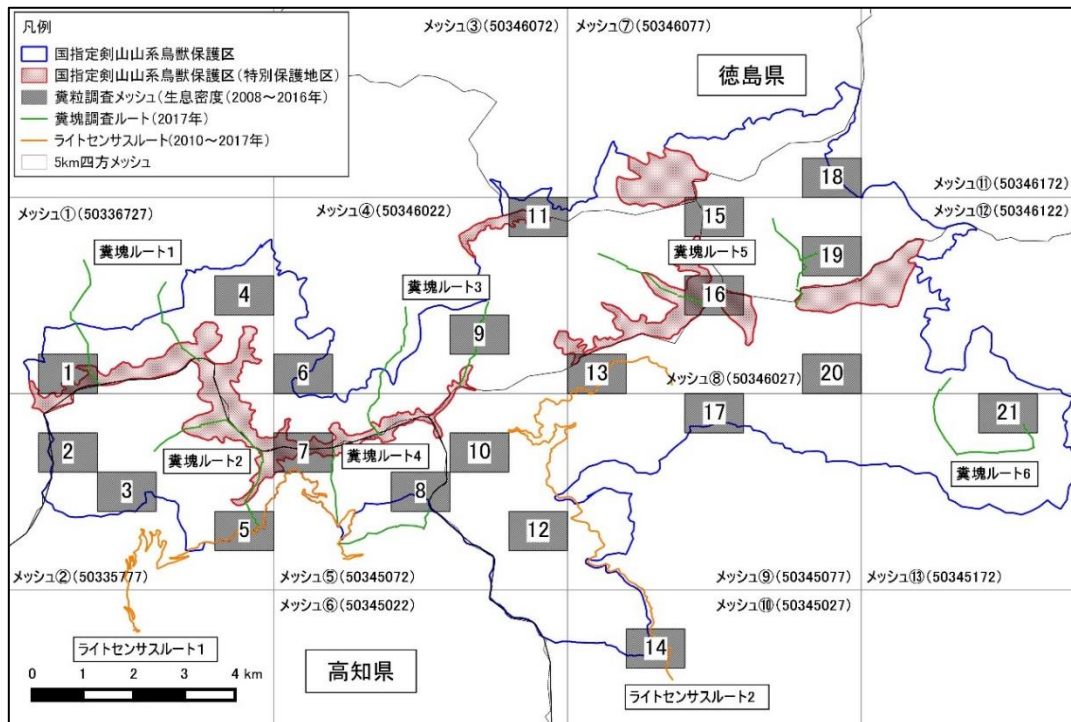 凡例
国指定剣山山系鳥獣保護区
国指定剣山山系鳥獣保護区(特別保護地区)
糞粒調査メッシュ(生息密度(2008~2016年)
糞塊調査ルート(2017年)
ライトセンサスルート(2010~2017年)
5km四方メッシュ
メッシュ③(50346072)
メッシュ⑦(50346077)
徳島県
18
メッシュ⑪(50346172)
メッシュ①(50336727)
メッシュ④(50346022)
11
15
メッシュ⑫(50346122)
糞塊ルート1
糞塊ルート5
19
糞塊ルート3
4
16
9
1
6
13
メッシュ⑧(50346027)
20
17
21
2
糞塊ルート2
7
糞塊ルート4
10
糞塊ルート6
3
8
5
12
メッシュ②(50335777)
メッシュ⑤(50345072)
メッシュ⑨(50345077)
メッシュ⑬(50345172)
メッシュ⑥(50345022)
メッシュ⑩(50345027)
ライトセンサスルート1
高知県
14
ライトセンサスルート2
0 1 2 3 4 km